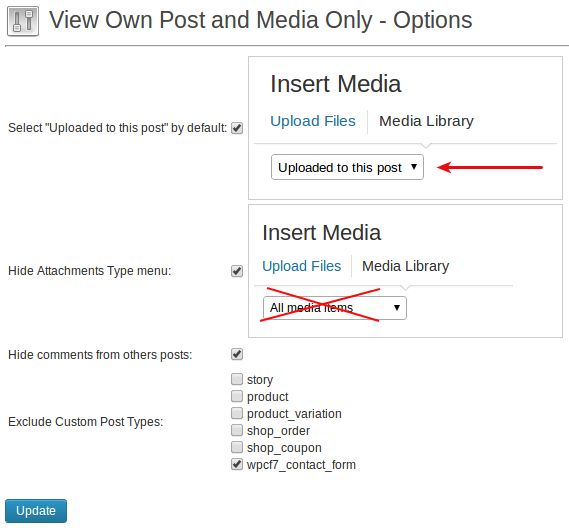 View Own Post and Media Only - Options
Select "Uploaded to this post" by default:
Insert Media
Upload Files Media Library
Uploaded to this post
Hide Attachments Type menu:
Insert Media
Upload Files Media Library
All media items
Hide comments from others posts:
Exclude Custom Post Types:
story
product
product_variation
shop_order
shop_coupon
wpcf7_contact_form
Update